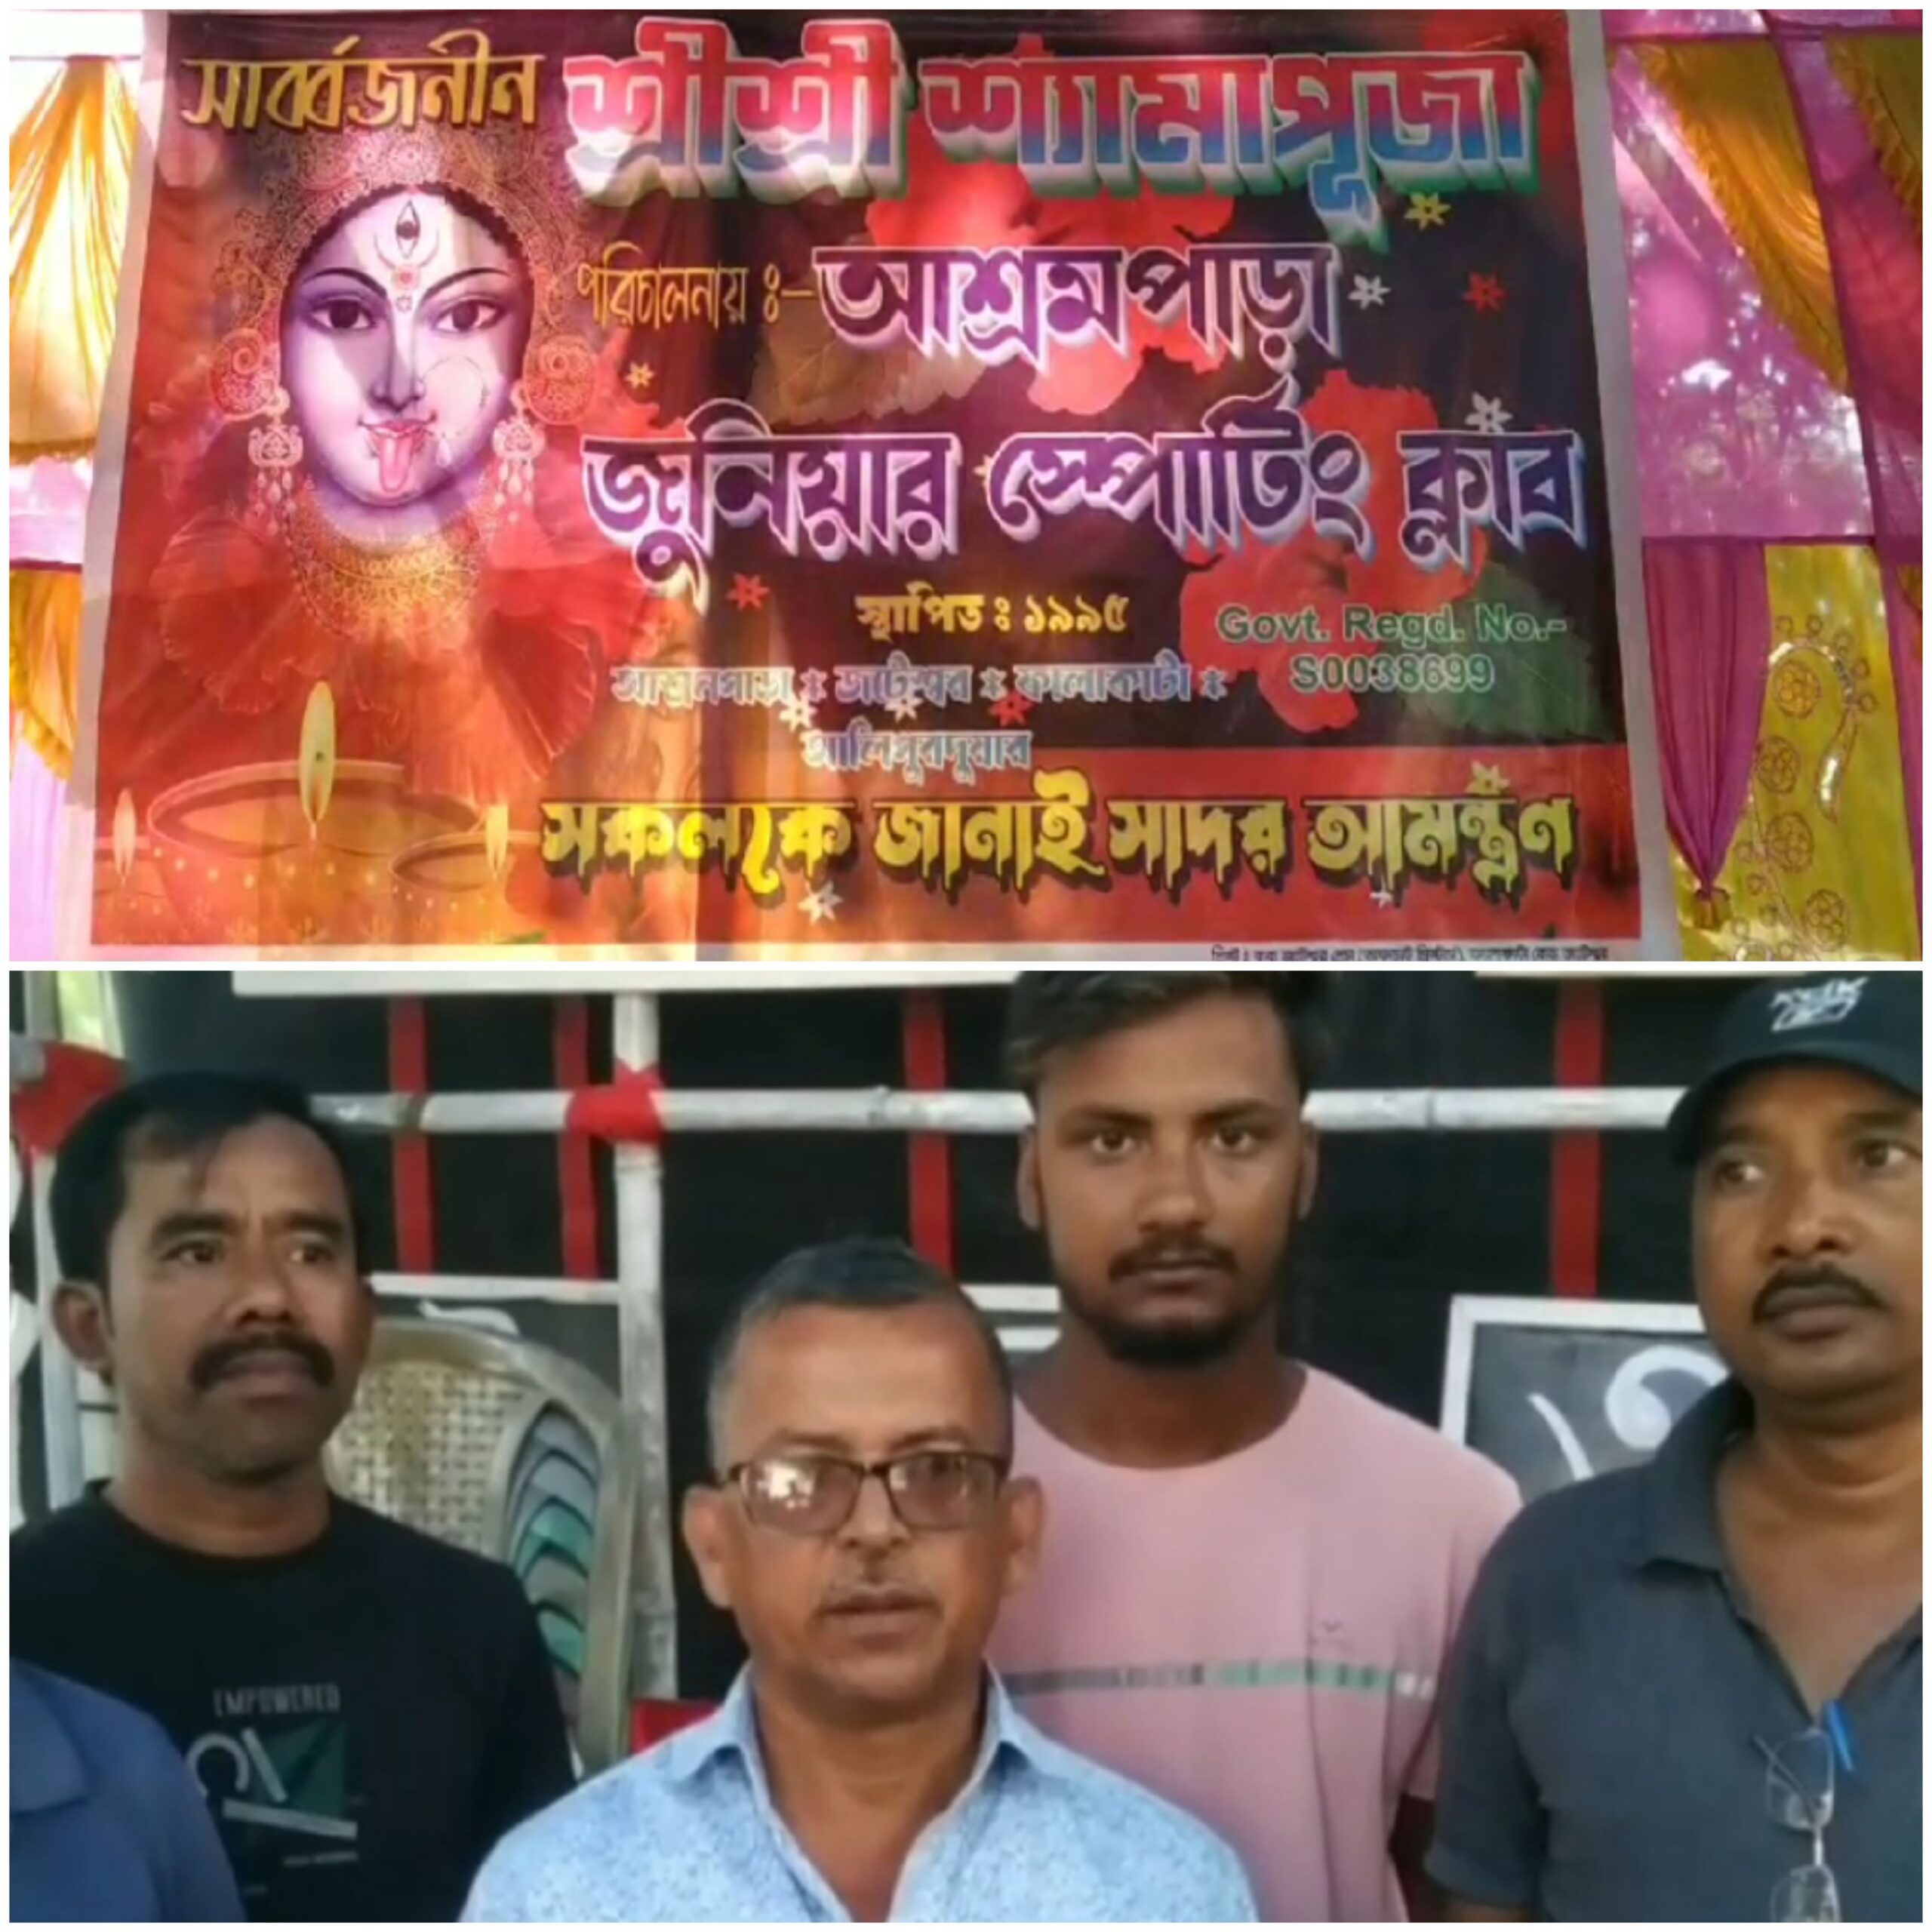 সার্ব্বজনীন শ্রীশ্রী শ্যামাপূজা
পরিচালনায় ঃ– আশ্রমপাড়া
জুনিয়ার স্পোর্টিং ক্লাব
স্থাপিত ঃ ১৯৯৫
Govt. Regd. No.-
S0038699
আশ্রমপাড়া * জটেশ্বর * ফালাকাটা *
আলিপুরদুয়ার
সকলকে জানাই সাদর আমন্ত্রণ
EMPOWERED